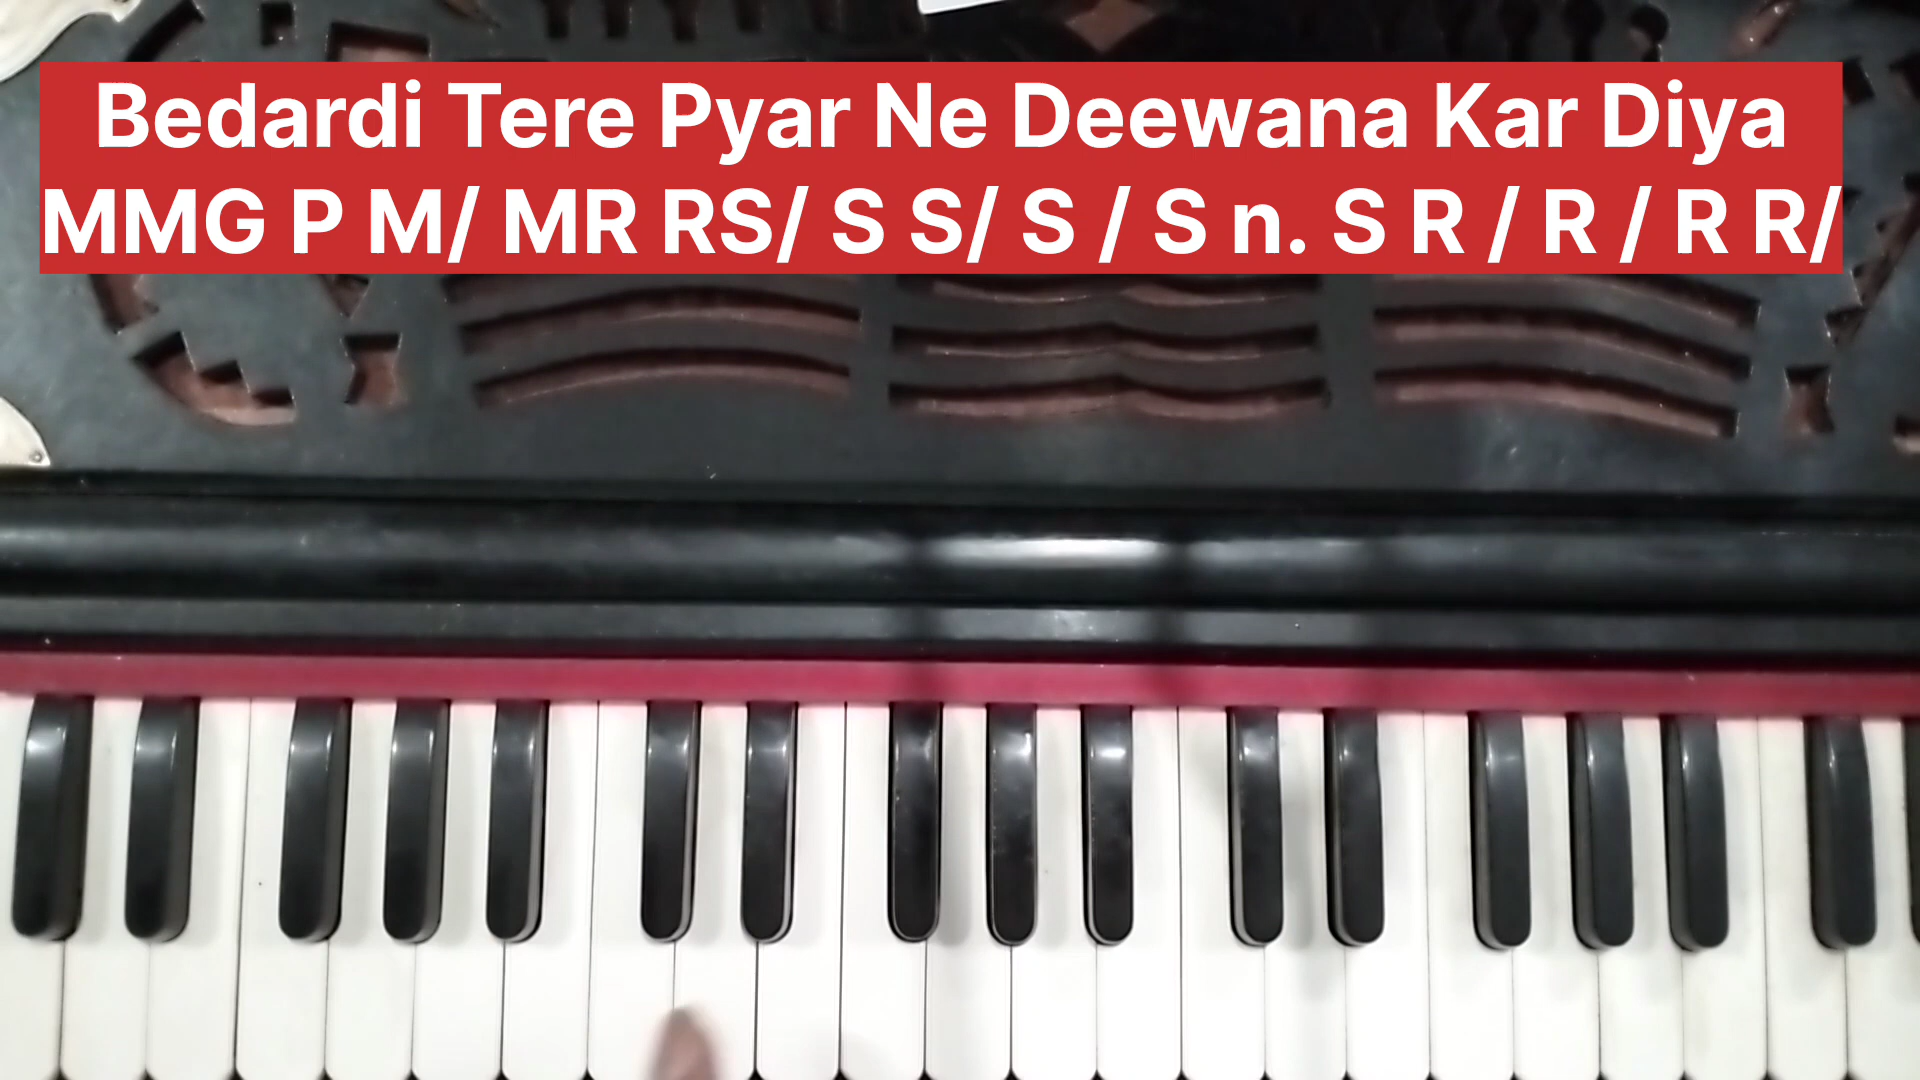 Bedardi Tere Pyar Ne Deewana Kar Diya
MMG P M/ MR RS/ S S/ S / S n. S R / R / R R/